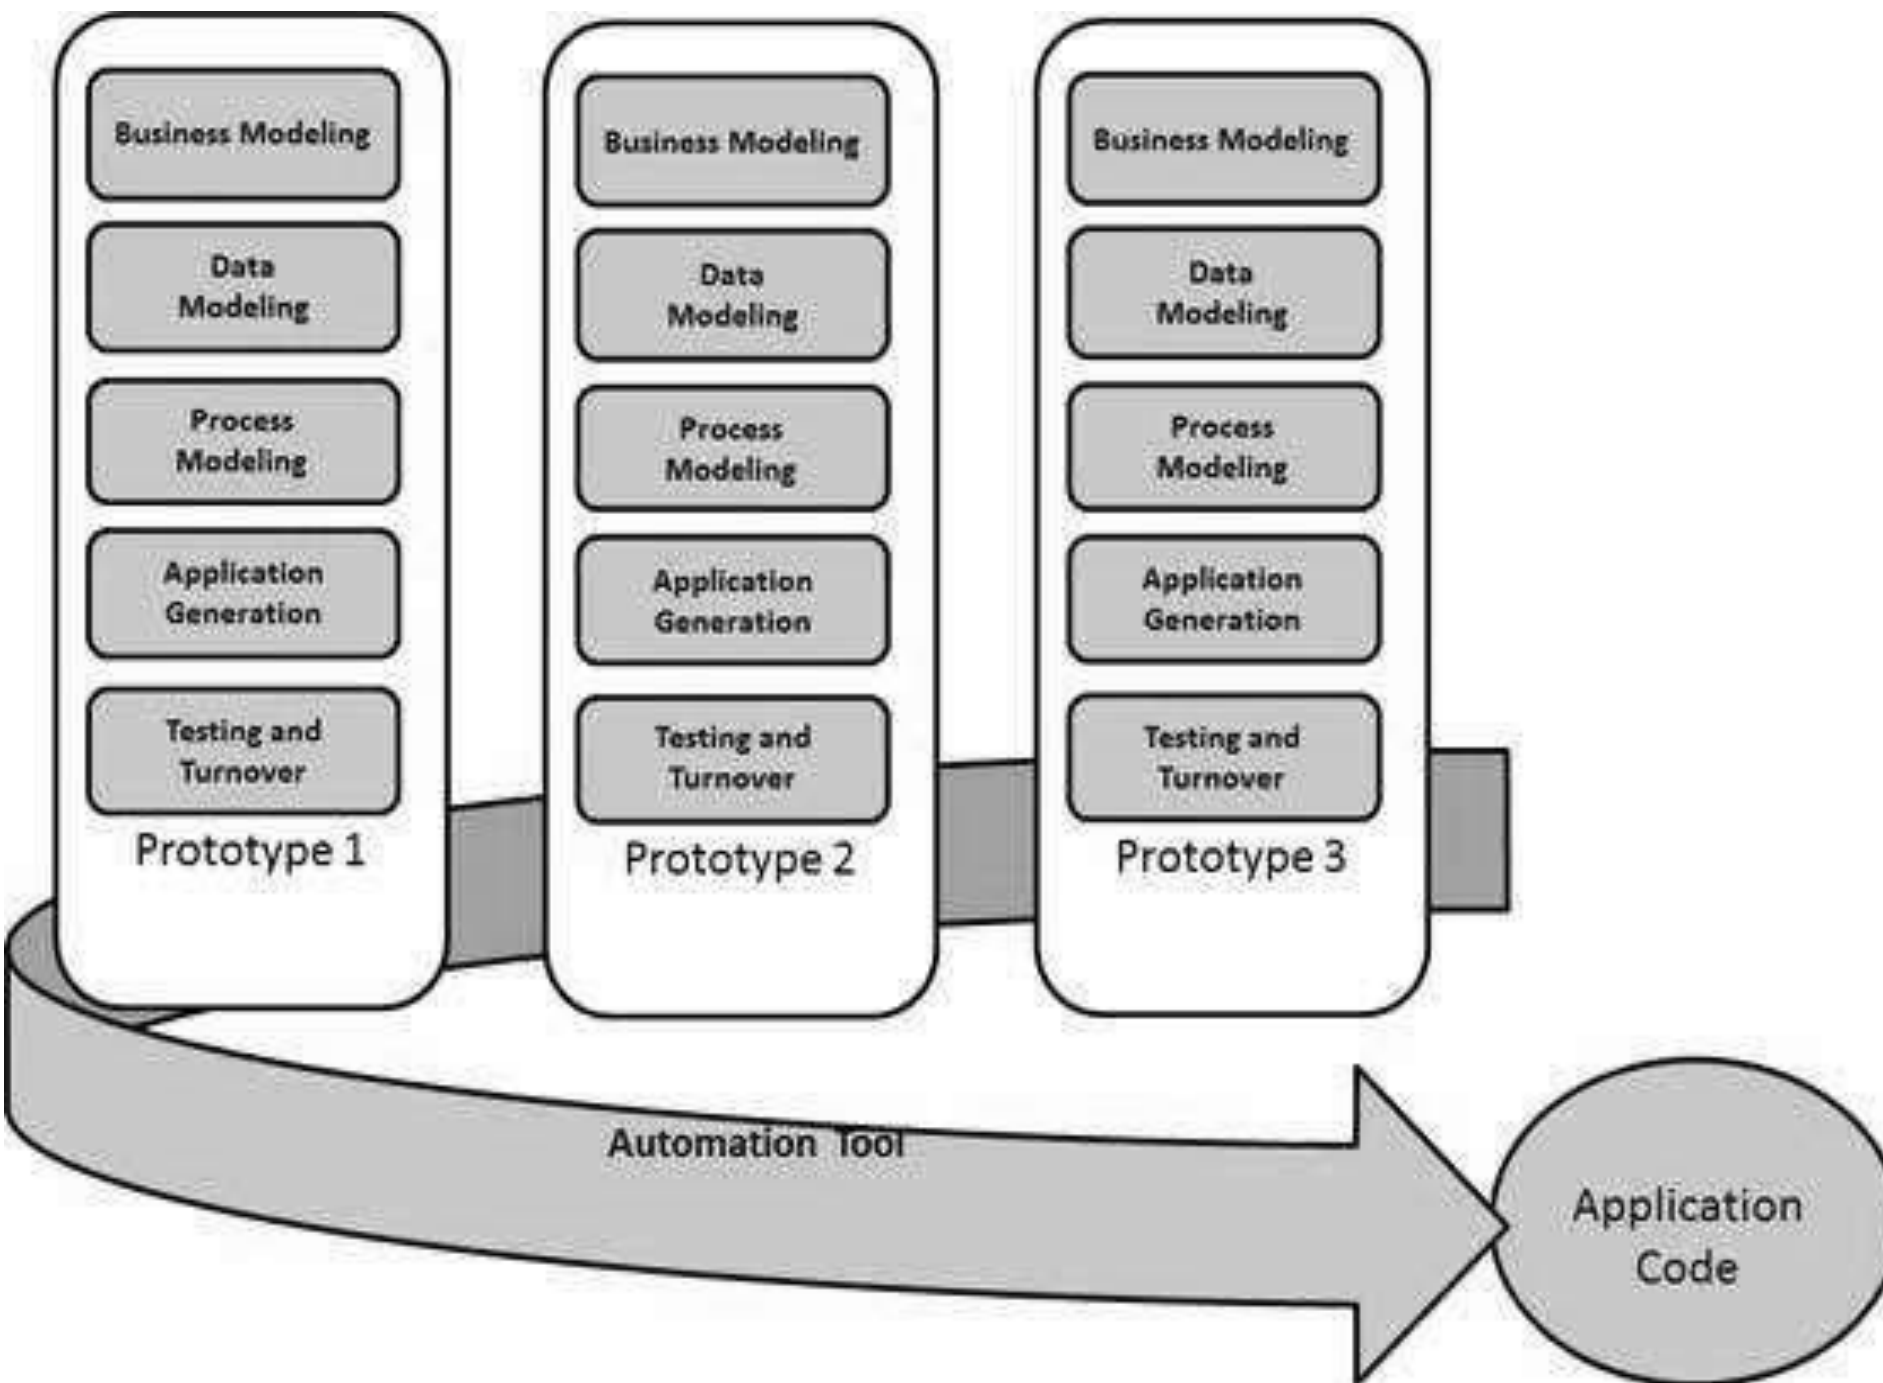 Business Modeling
Data
Modeling
Process
Modeling
Application
Generation
Testing and
Turnover
Prototype 1
Business Modeling
Data
Modeling
Process
Modeling
Application
Generation
Testing and
Turnover
Prototype 2
Business Modeling
Data
Modeling
Process
Modeling
Application
Generation
Testing and
Turnover
Prototype 3
Automation Tool
Application
Code